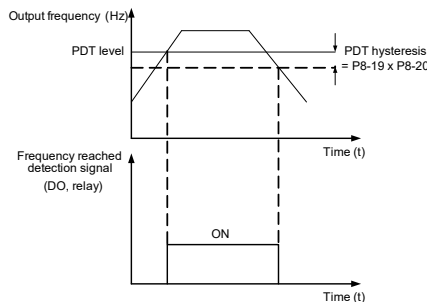 Output frequency (Hz)
PDT level
PDT hysteresis
= P8-19 x P8-20
Time (t)
Frequency reached
detection signal
(DO, relay)
ON
Time (t)